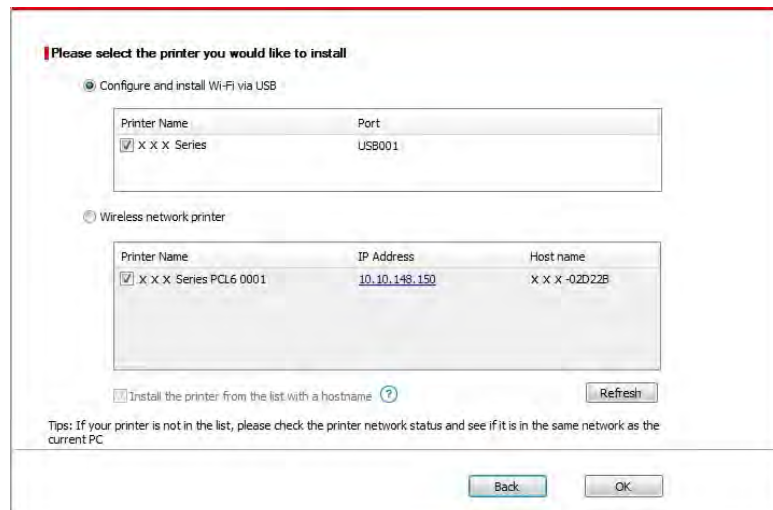 Please select the printer you would like to install
Configure and install Wi-Fi via USB
Printer Name Port
X X X Series USB001
Wireless network printer
Printer Name IP Address Host name
X X X Series PCL6 0001 10.10.148.150 X X X -02D22B
Install the printer from the list with a hostname ?
Refresh
Tips: If your printer is not in the list, please check the printer network status and see if it is in the same network as the
current PC
Back OK